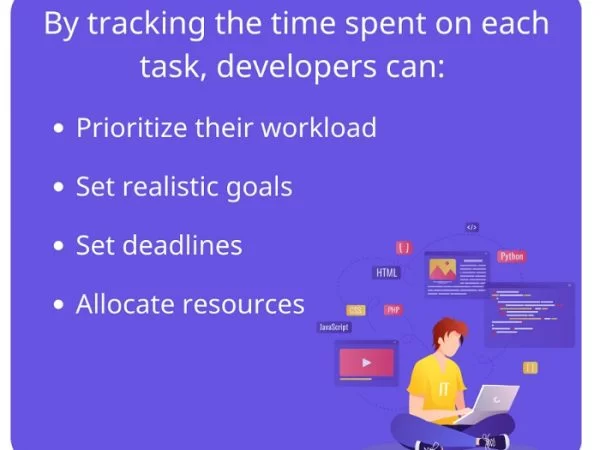 By tracking the time spent on each
task, developers can:
• Prioritize their workload
• Set realistic goals
• Set deadlines
• Allocate resources
</>
[ ]
Python
HTML
CSS
PHP
JavaScript
IT
[ ]